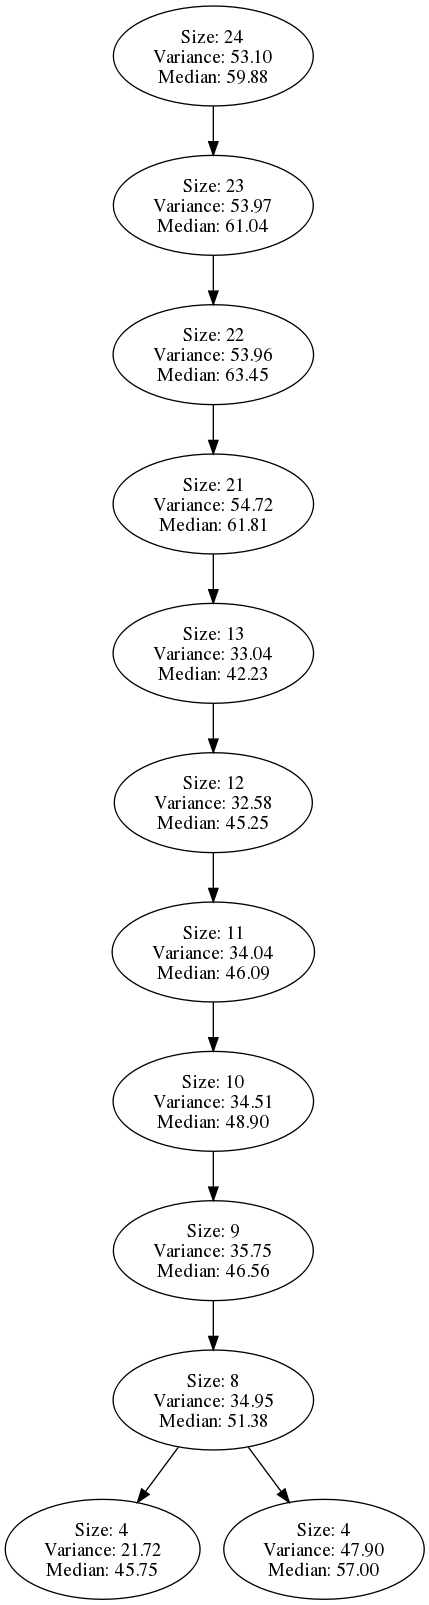 Size: 24
Variance: 53.10
Median: 59.88
Size: 23
Variance: 53.97
Median: 61.04
Size: 22
Variance: 53.96
Median: 63.45
Size: 21
Variance: 54.72
Median: 61.81
Size: 13
Variance: 33.04
Median: 42.23
Size: 12
Variance: 32.58
Median: 45.25
Size: 11
Variance: 34.04
Median: 46.09
Size: 10
Variance: 34.51
Median: 48.90
Size: 9
Variance: 35.75
Median: 46.56
Size: 8
Variance: 34.95
Median: 51.38
Size: 4
Variance: 21.72
Median: 45.75
Size: 4
Variance: 47.90
Median: 57.00